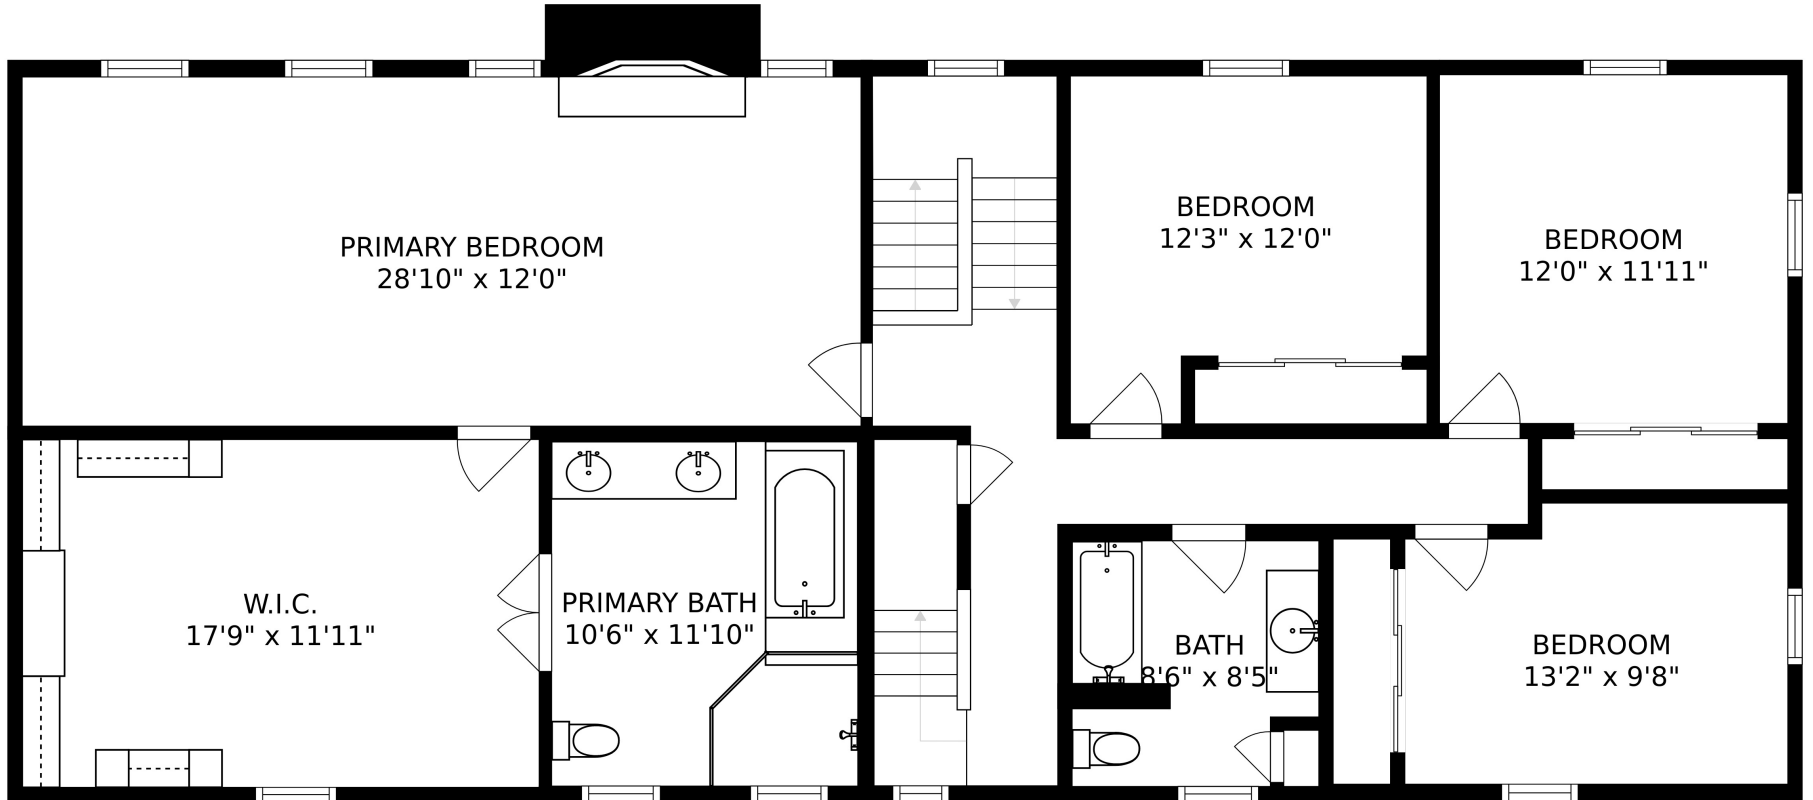 PRIMARY BEDROOM
28'10" x 12'0"
BEDROOM
12'3" x 12'0"
BEDROOM
12'0" x 11'11"
W.I.C.
17'9" x 11'11"
PRIMARY BATH
10'6" x 11'10"
BATH
8'6" x 8'5"
BEDROOM
13'2" x 9'8"